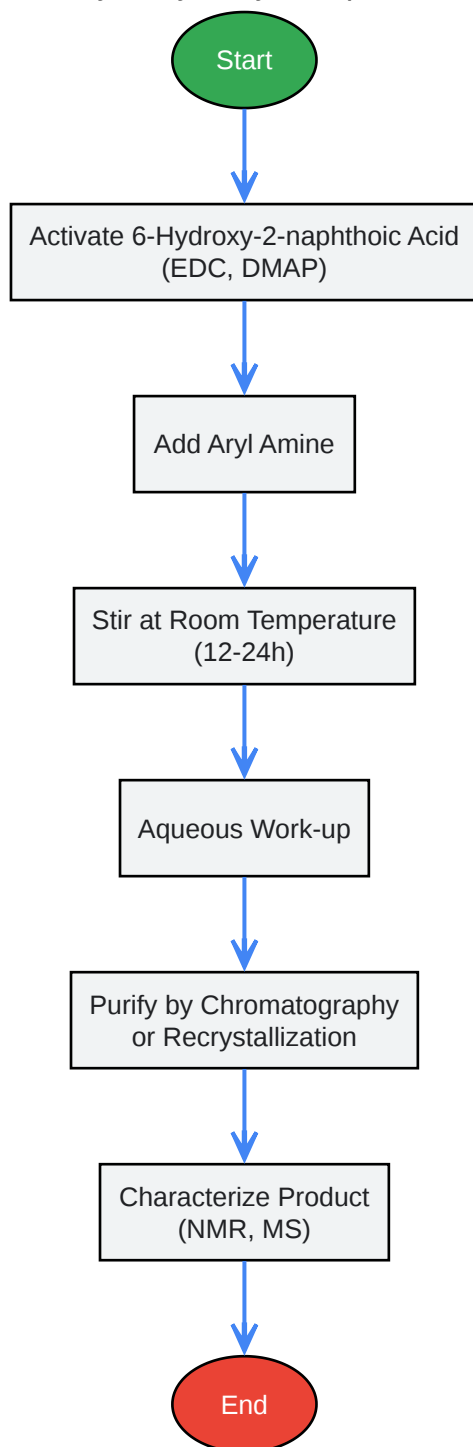 Start
Activate 6-Hydroxy-2-naphthoic Acid
(EDC, DMAP)
Add Aryl Amine
Stir at Room Temperature
(12-24h)
Aqueous Work-up
Purify by Chromatography
or Recrystallization
Characterize Product
(NMR, MS)
End